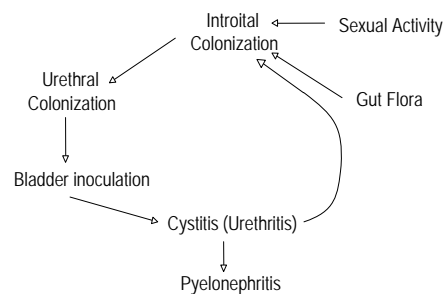 Introital
Colonization
Sexual Activity
Urethral
Colonization
Gut Flora
Bladder inoculation
Cystitis (Urethritis)
Pyelonephritis